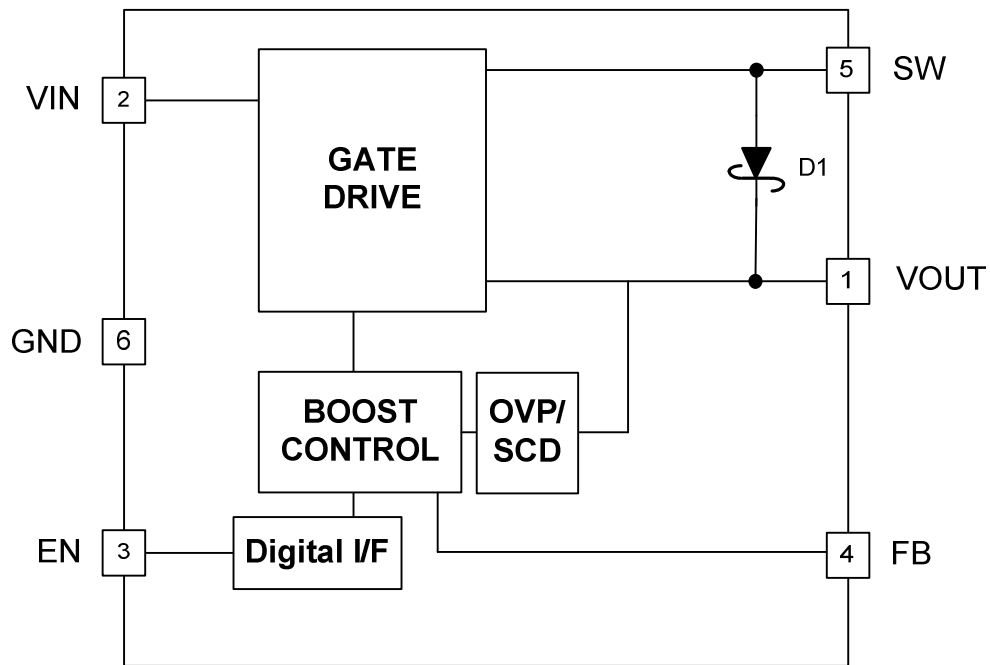 VIN
2
GATE
DRIVE
5
SW
D1
1
VOUT
GND
6
BOOST
CONTROL
OVP/
SCD
EN
3
Digital I/F
4
FB